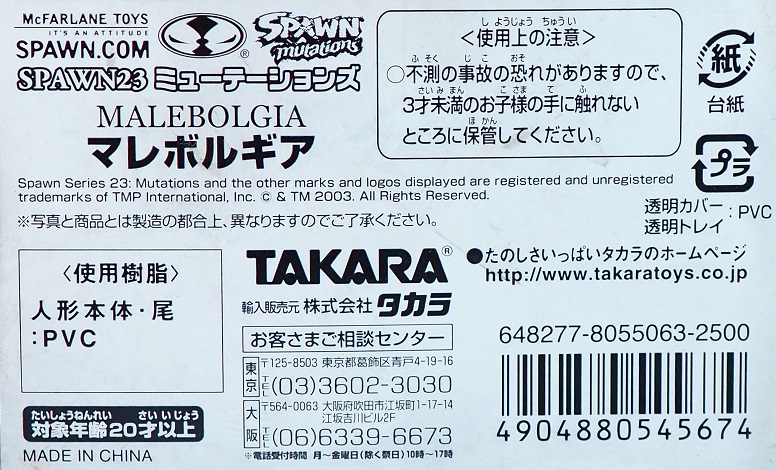 McFARLANE TOYS
IT'S AN ATTITUDE
SPAWN.COM
®
SPAWN
mutations
SPAWN23 ミューテーションズ
MALEBOLGIA
マレボルギア
しようじょう ちゅうい
〈使用上の注意〉
ふそく じこ おそ
○不測の事故の恐れがありますので、
さいみまん こさま て ふ
3才未満のお子様の手に触れない
ほかん
ところに保管してください。
紙
台紙
プラ
透明カバー:PVC
透明トレイ
Spawn Series 23: Mutations and the other marks and logos displayed are registered and unregistered
trademarks of TMP International, Inc. © & TM 2003. All Rights Reserved.
※写真と商品とは製造の都合上、異なりますのでご了承ください。
〈使用樹脂〉
人形本体・尾
:PVC
たいしょうねんれい さい いじょう
対象年齢20才以上
MADE IN CHINA
TAKARA®
輸入販売元 株式会社 タカラ
お客さまご相談センター
東京 〒125-8503 東京都葛飾区青戸4-19-16
TEL (03)3602-3030
大阪 〒564-0063 大阪府吹田市江坂町1-17-14
江坂吉川ビル2F
TEL (06)6339-6673
※電話受付時間 月〜金曜日(除く祭日)10時〜17時
●たのしさいっぱいタカラのホームページ
http://www.takaratoys.co.jp
648277-8055063-2500
4904880545674